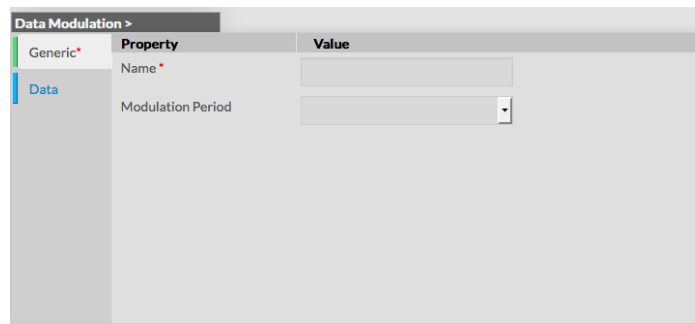 Data Modulation >
Generic*
Property Value
Name *
Data
Modulation Period